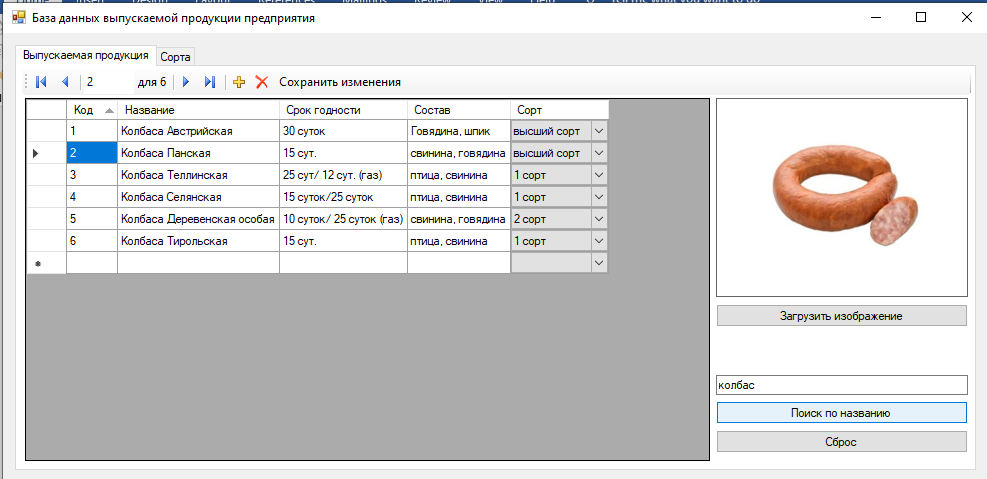 База данных выпускаемой продукции предприятия
Выпускаемая продукция Сорта
2 для 6 Сохранить изменения
Код Название Срок годности Состав Сорт
1 Колбаса Австрийская 30 суток Говядина, шпик высший сорт
2 Колбаса Панская 15 сут. свинина, говядина высший сорт
3 Колбаса Теллинская 25 сут/ 12 сут. (газ) птица, свинина 1 сорт
4 Колбаса Селянская 15 суток/25 суток птица, свинина 1 сорт
5 Колбаса Деревенская особая 10 суток/ 25 суток (газ) свинина, говядина 2 сорт
6 Колбаса Тирольская 15 сут. птица, свинина 1 сорт
Загрузить изображение
колбас
Поиск по названию
Сброс